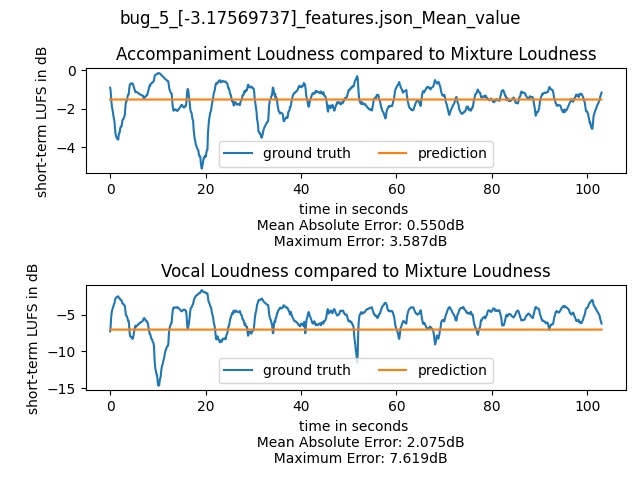 bug_5_[-3.17569737]_features.json_Mean_value
Accompaniment Loudness compared to Mixture Loudness
short-term LUFS in dB
0
−2
−4
ground truth
prediction
0 20 40 60 80 100
time in seconds
Mean Absolute Error: 0.550dB
Maximum Error: 3.587dB
Vocal Loudness compared to Mixture Loudness
short-term LUFS in dB
−5
−10
−15
ground truth
prediction
0 20 40 60 80 100
time in seconds
Mean Absolute Error: 2.075dB
Maximum Error: 7.619dB